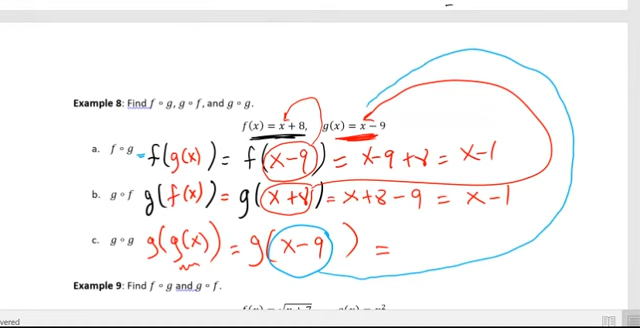 Example 8: Find f ∘ g, g ∘ f, and g ∘ g.
f(x) = x + 8, g(x) = x − 9
a. f ∘ g = f(g(x)) = f(x−9) = x−9+8 = x−1
b. g ∘ f g(f(x)) = g(x+8) = x+8−9 = x−1
c. g ∘ g g(g(x)) = g(x−9) =
Example 9: Find f ∘ g and g ∘ f.
vered